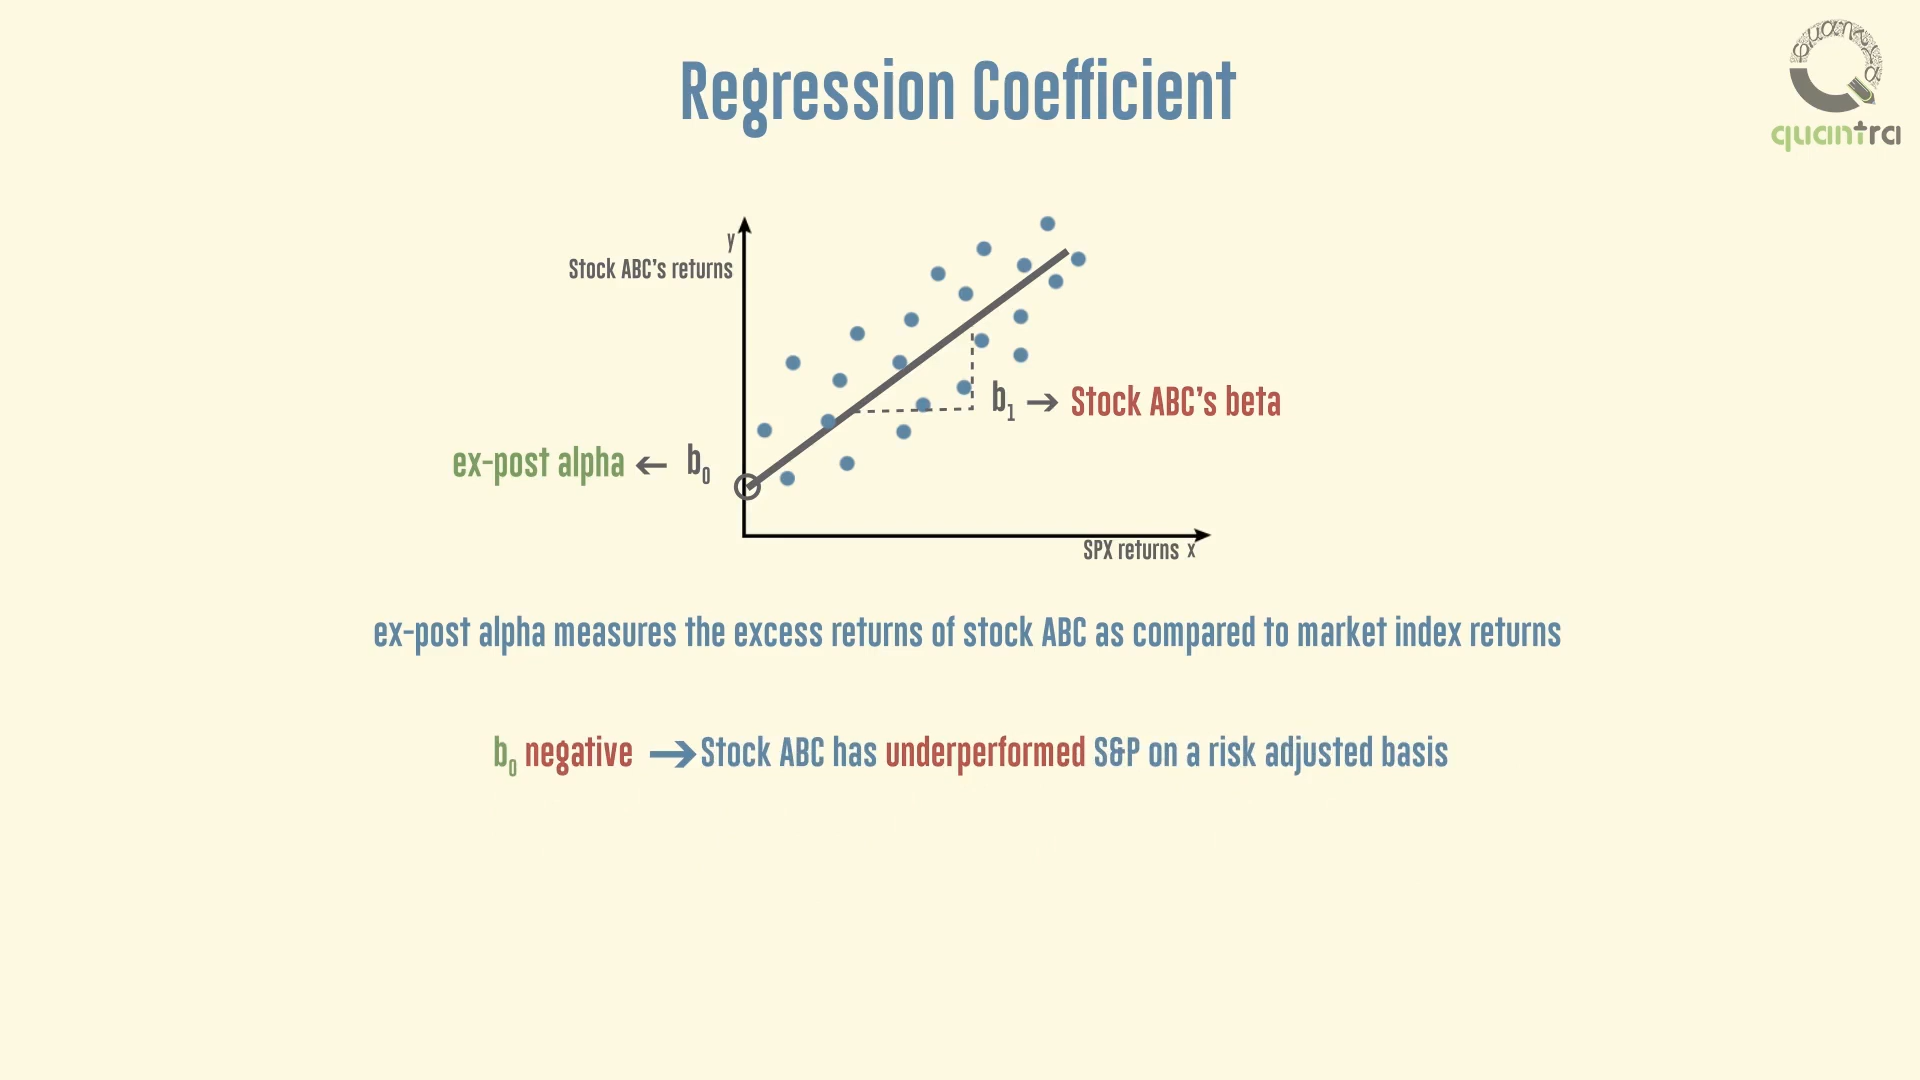 Regression Coefficient
quantra
y
Stock ABC's returns
b1 → Stock ABC's beta
ex-post alpha ← b0
SPX returns x
ex-post alpha measures the excess returns of stock ABC as compared to market index returns
b0 negative → Stock ABC has underperformed S&P on a risk adjusted basis